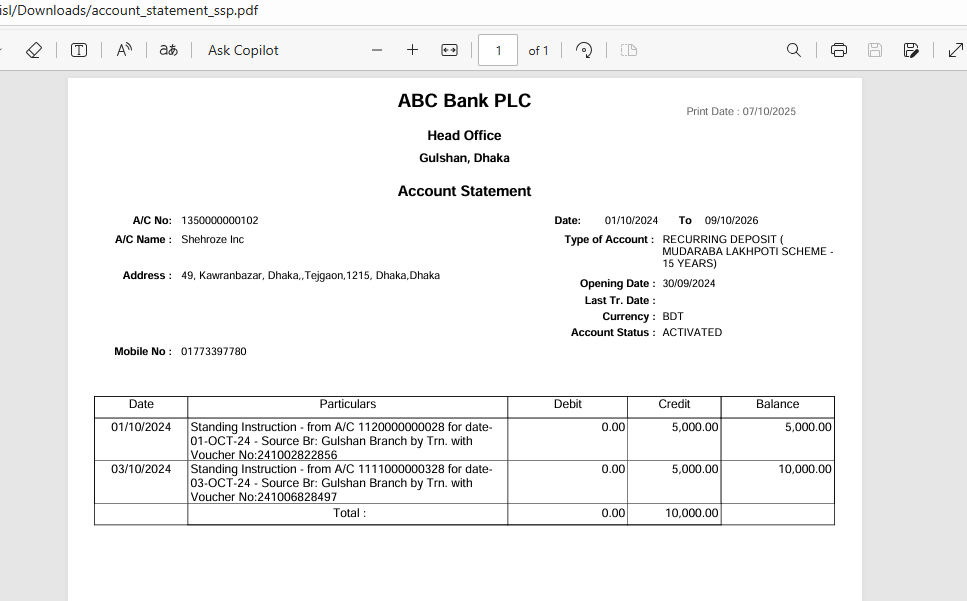 isl/Downloads/account_statement_ssp.pdf
Ask Copilot
1 of 1
ABC Bank PLC
Print Date : 07/10/2025
Head Office
Gulshan, Dhaka
Account Statement
A/C No: 1350000000102
Date: 01/10/2024 To 09/10/2026
A/C Name : Shehroze Inc
Type of Account : RECURRING DEPOSIT (
MUDARABA LAKHPOTI SCHEME -
15 YEARS)
Address : 49, Kawranbazar, Dhaka,,Tejgaon,1215, Dhaka,Dhaka
Opening Date : 30/09/2024
Last Tr. Date :
Currency : BDT
Account Status : ACTIVATED
Mobile No : 01773397780
Date Particulars Debit Credit Balance
01/10/2024 Standing Instruction - from A/C 1120000000028 for date- 0.00 5,000.00 5,000.00
01-OCT-24 - Source Br: Gulshan Branch by Trn. with
Voucher No:241002822856
03/10/2024 Standing Instruction - from A/C 1111000000328 for date- 0.00 5,000.00 10,000.00
03-OCT-24 - Source Br: Gulshan Branch by Trn. with
Voucher No:241006828497
Total : 0.00 10,000.00